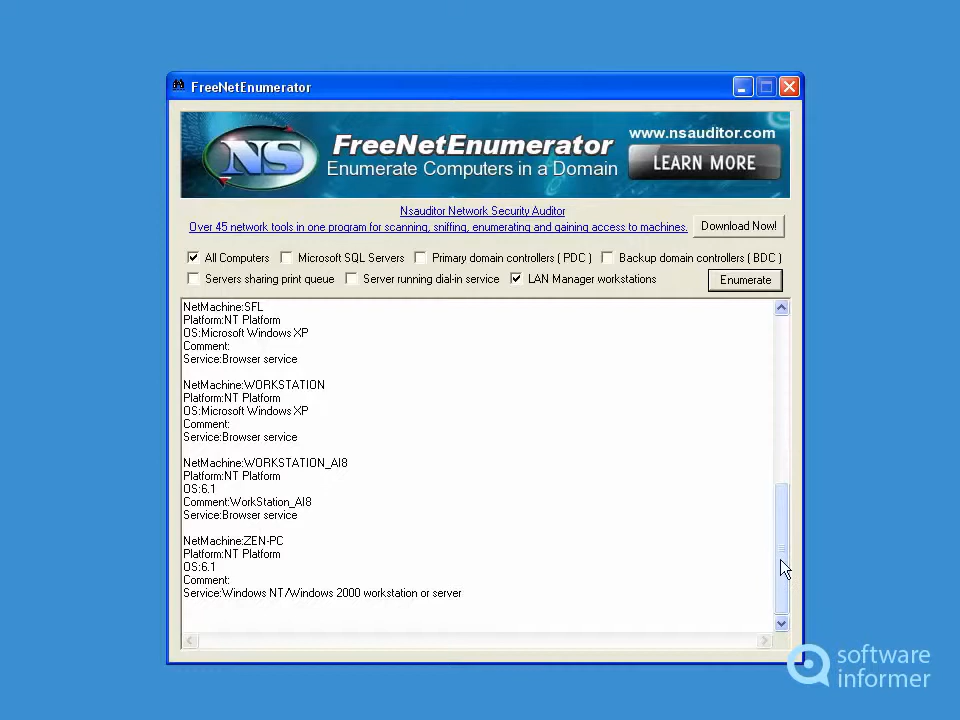 FreeNetEnumerator
NS
FreeNetEnumerator
Enumerate Computers in a Domain
www.nsauditor.com
LEARN MORE
Nsauditor Network Security Auditor
Over 45 network tools in one program for scanning, sniffing, enumerating and gaining access to machines.
Download Now!
All Computers Microsoft SQL Servers Primary domain controllers ( PDC ) Backup domain controllers ( BDC )
Servers sharing print queue Server running dial-in service LAN Manager workstations Enumerate
NetMachine:SFL
Platform:NT Platform
OS:Microsoft Windows XP
Comment:
Service:Browser service
NetMachine:WORKSTATION
Platform:NT Platform
OS:Microsoft Windows XP
Comment:
Service:Browser service
NetMachine:WORKSTATION_AI8
Platform:NT Platform
OS:6.1
Comment:WorkStation_AI8
Service:Browser service
NetMachine:ZEN-PC
Platform:NT Platform
OS:6.1
Comment:
Service:Windows NT/Windows 2000 workstation or server
software
informer